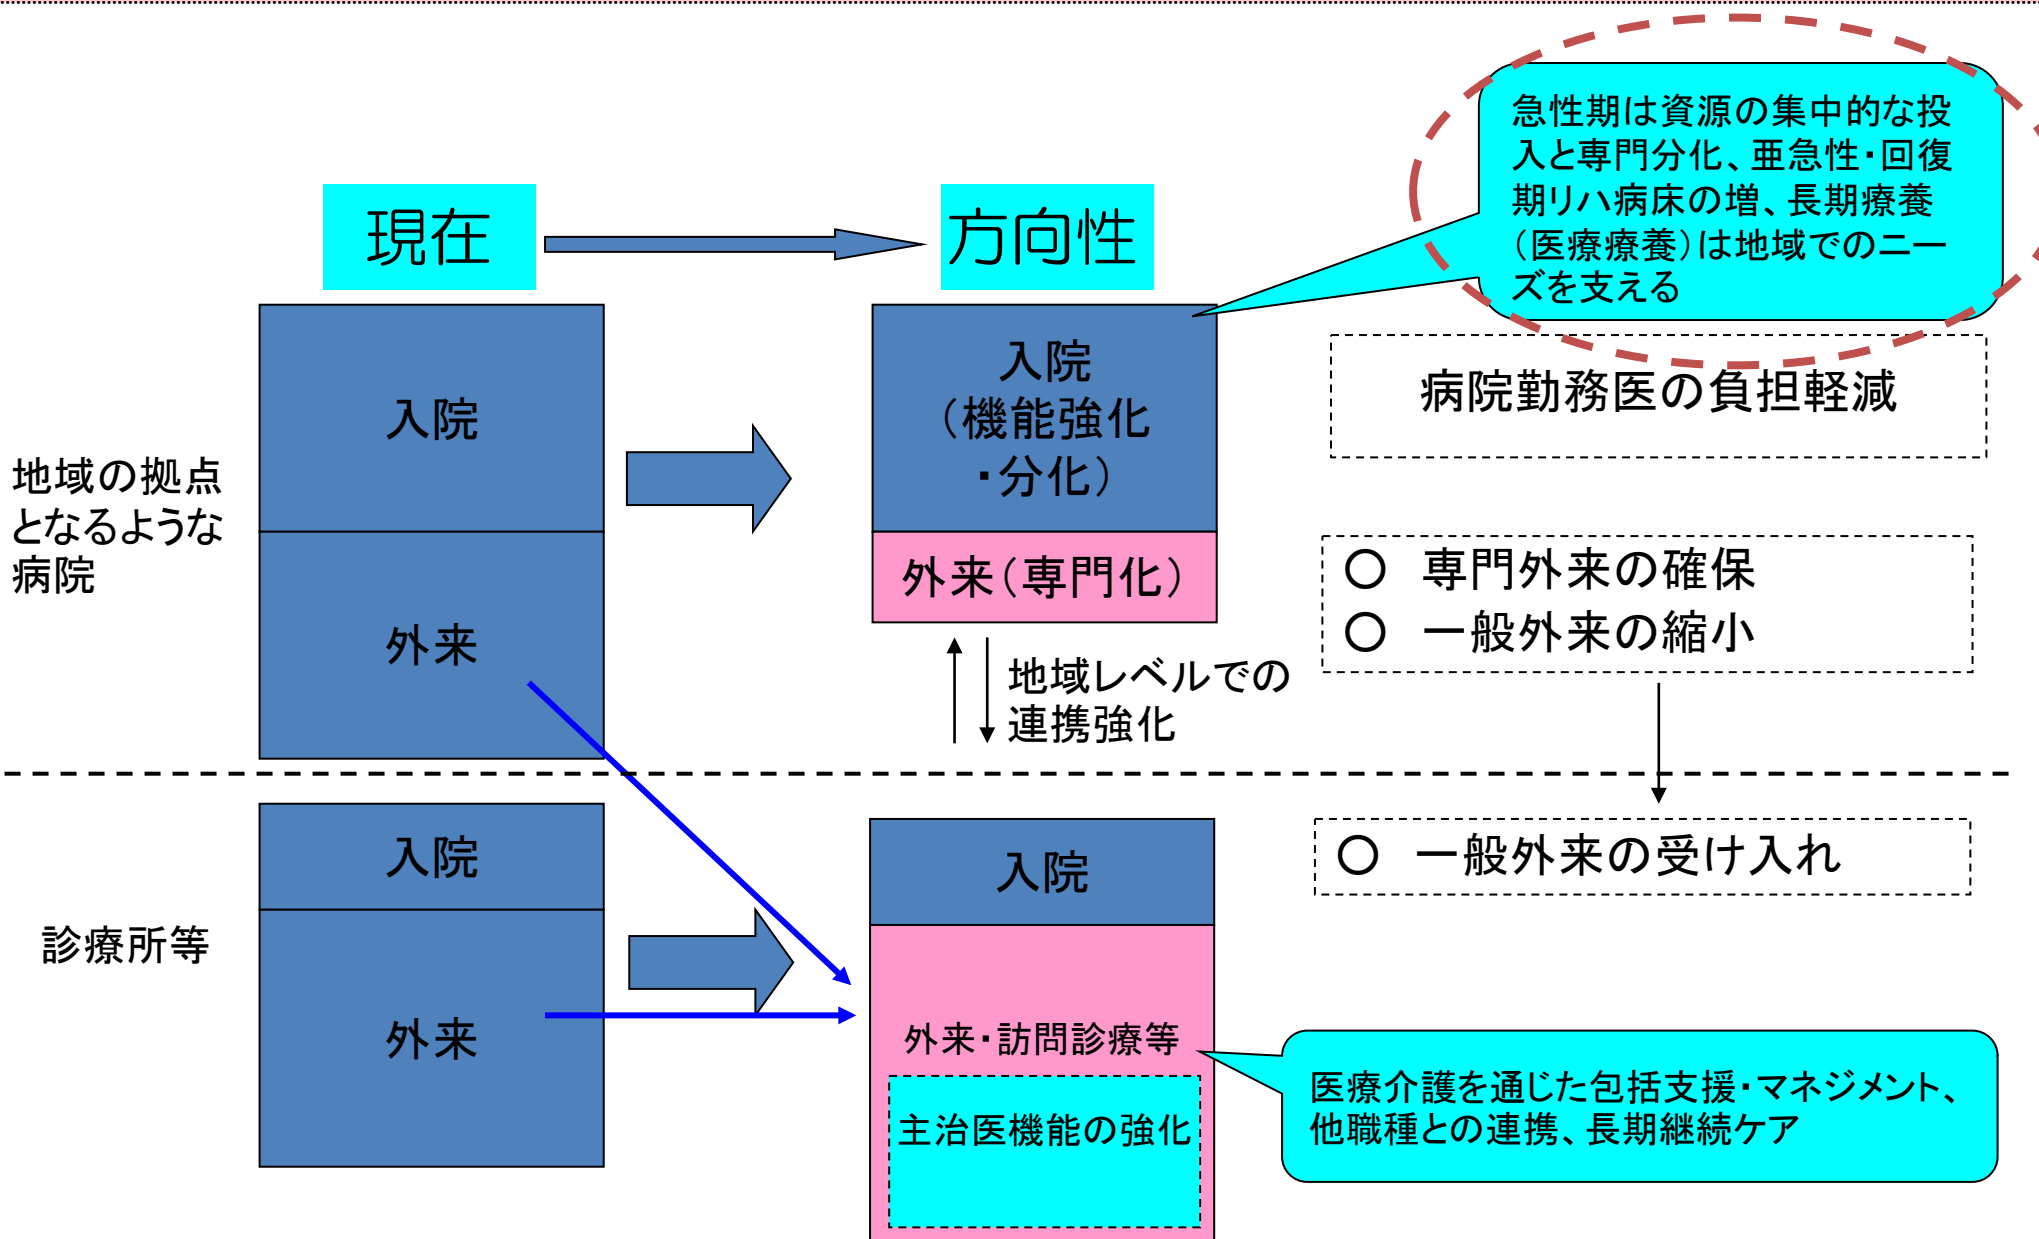 現在
方向性
急性期は資源の集中的な投
入と専門分化、亜急性・回復
期リハ病床の増、長期療養
（医療療養）は地域でのニー
ズを支える
地域の拠点
となるような
病院
入院
外来
入院
（機能強化
・分化）
外来（専門化）
病院勤務医の負担軽減
○　専門外来の確保
○　一般外来の縮小
地域レベルでの
連携強化
診療所等
入院
外来
入院
外来・訪問診療等
主治医機能の強化
○　一般外来の受け入れ
医療介護を通じた包括支援・マネジメント、
他職種との連携、長期継続ケア